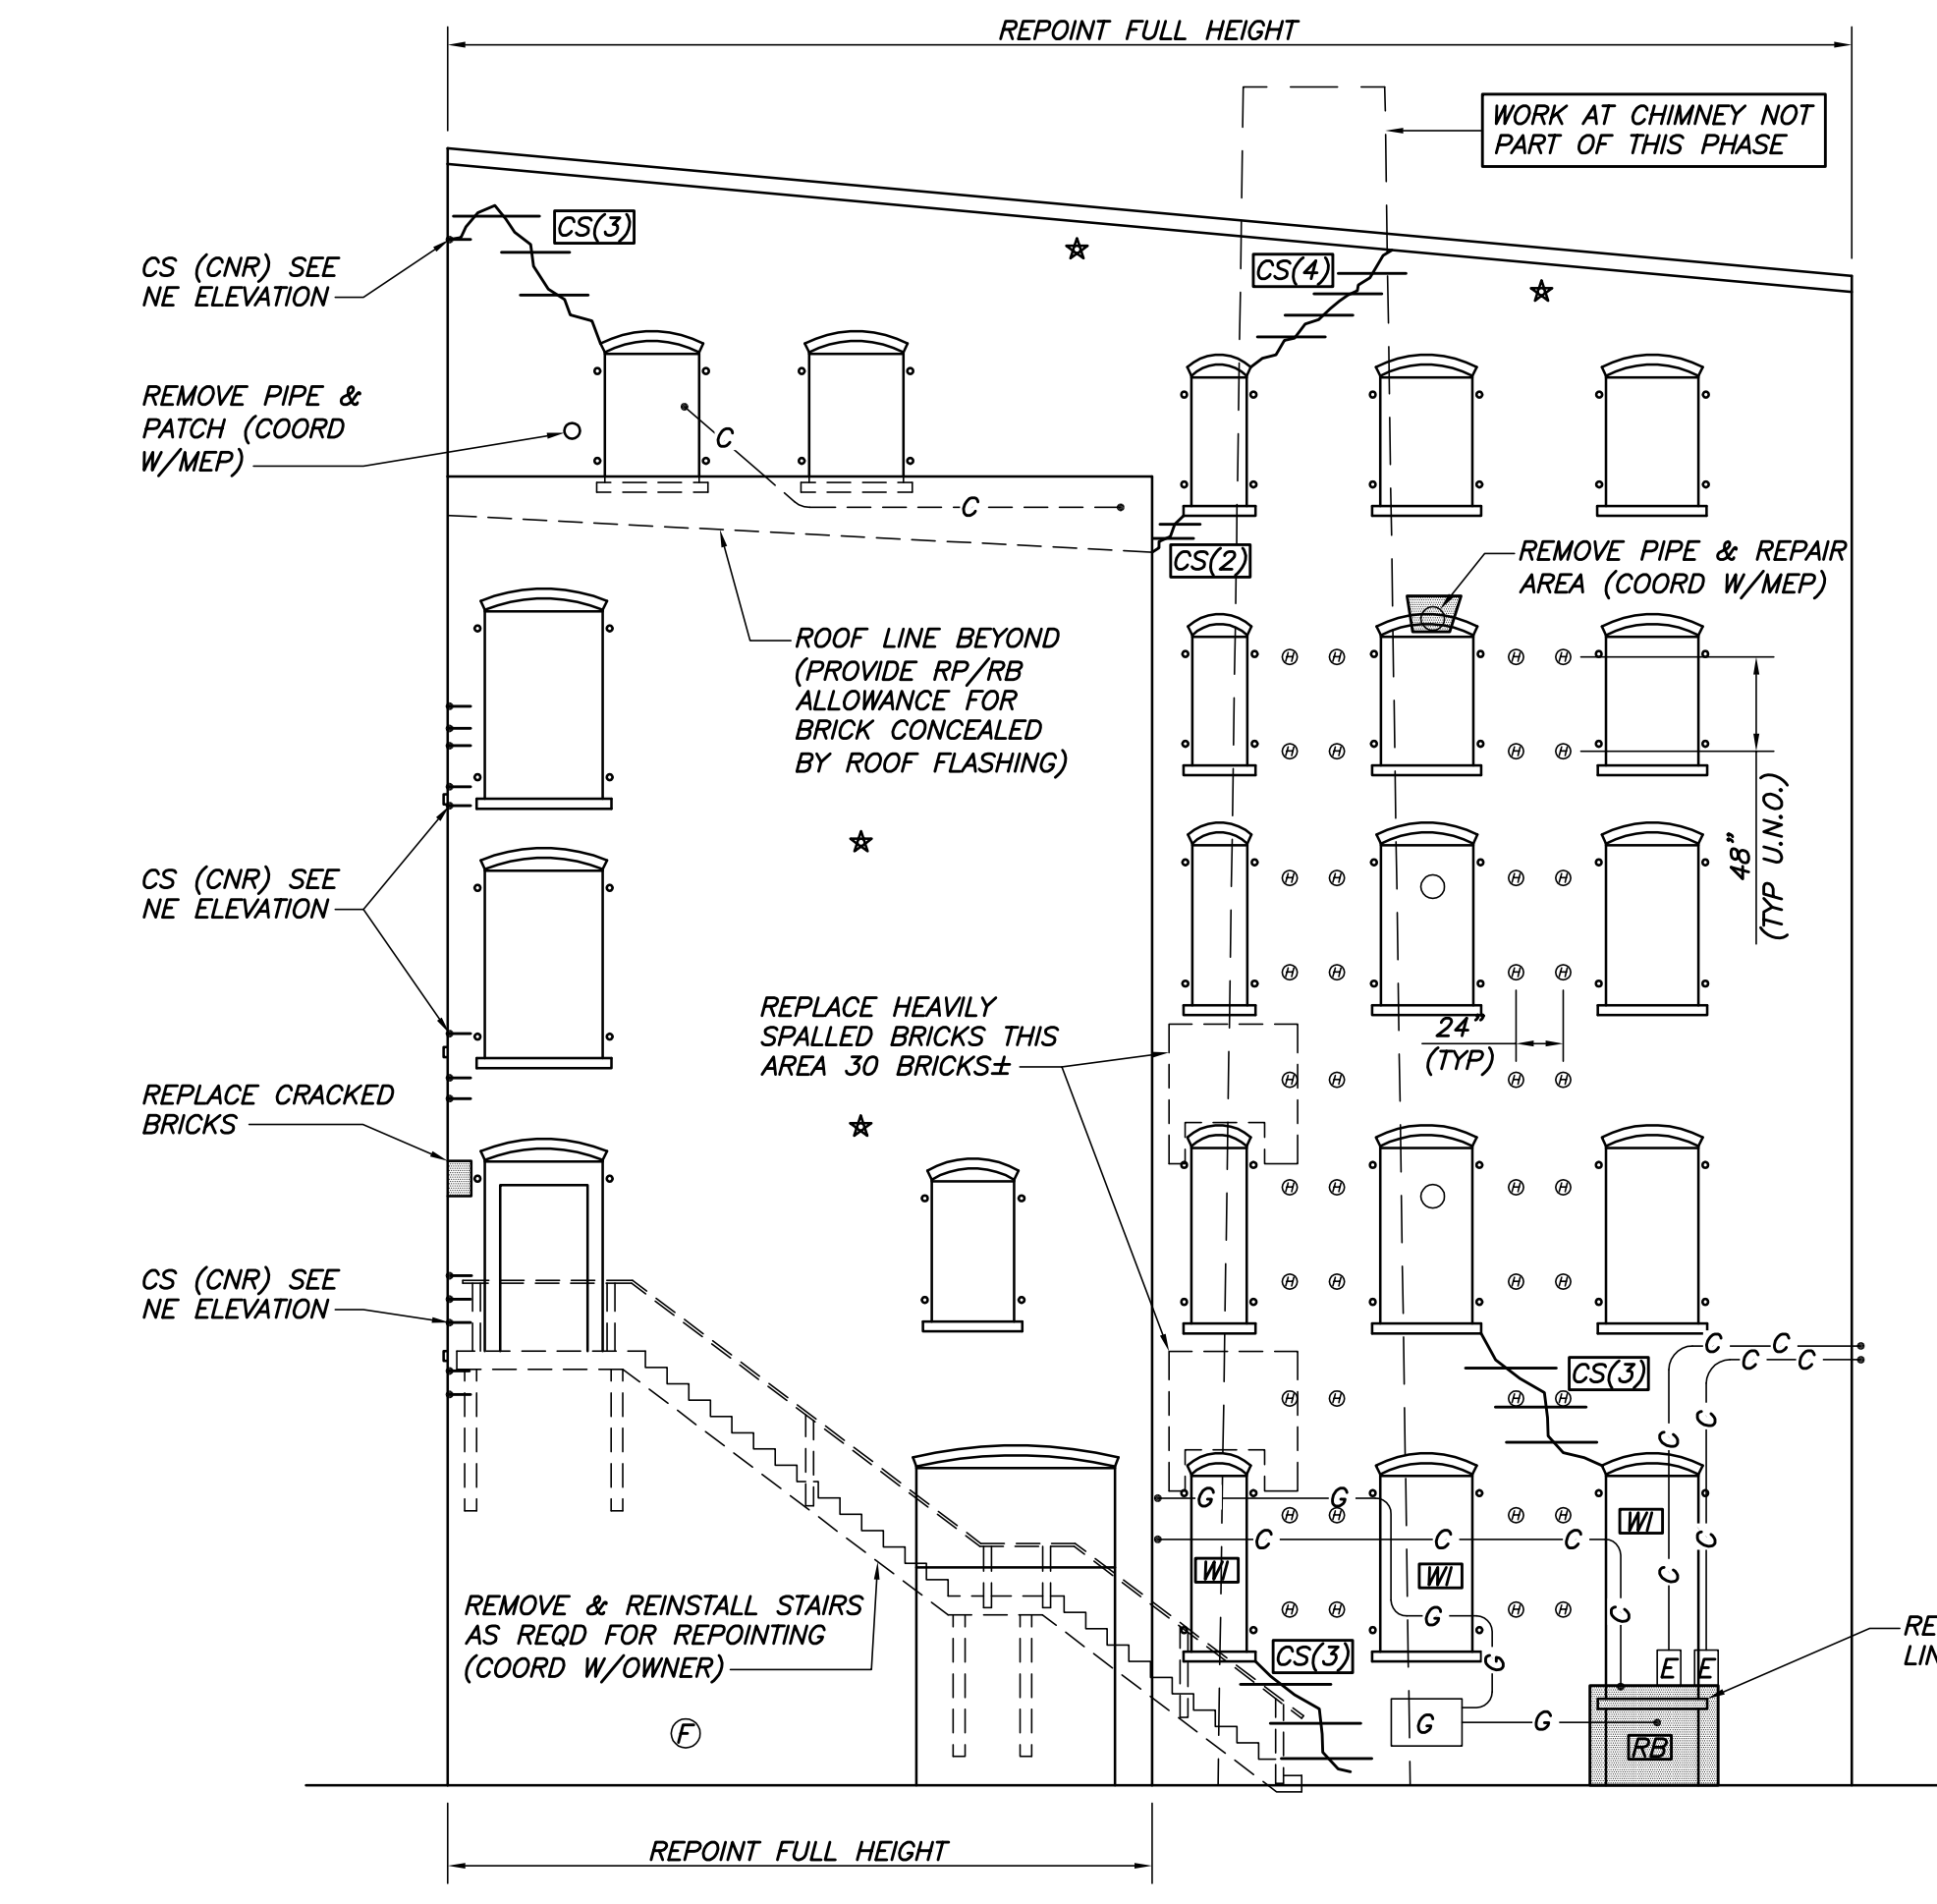 REPOINT FULL HEIGHT
WORK AT CHIMNEY NOT
PART OF THIS PHASE
CS(3)
CS (CNR) SEE
NE ELEVATION
CS(4)
REMOVE PIPE &
PATCH (COORD
W/MEP)
C
C
CS(2)
REMOVE PIPE & REPAIR
AREA (COORD W/MEP)
ROOF LINE BEYOND
(PROVIDE RP/RB
ALLOWANCE FOR
BRICK CONCEALED
BY ROOF FLASHING)
H H H H
H H H H
48"
(TYP U.N.O.)
CS (CNR) SEE
NE ELEVATION
H H H H
H H H H
REPLACE HEAVILY
SPALLED BRICKS THIS
AREA 30 BRICKS±
24"
(TYP)
H H H H
REPLACE CRACKED
BRICKS
H H H H
CS (CNR) SEE
NE ELEVATION
H H H H
C C
C C
CS(3)
H H H H
C C
G G
H H H H
C C C
C C
WI
WI
WI
REMOVE & REINSTALL STAIRS
AS REQD FOR REPOINTING
(COORD W/OWNER)
H H H H
G
C
G
CS(3)
E E
F
G
G
RB
REPOINT FULL HEIGHT